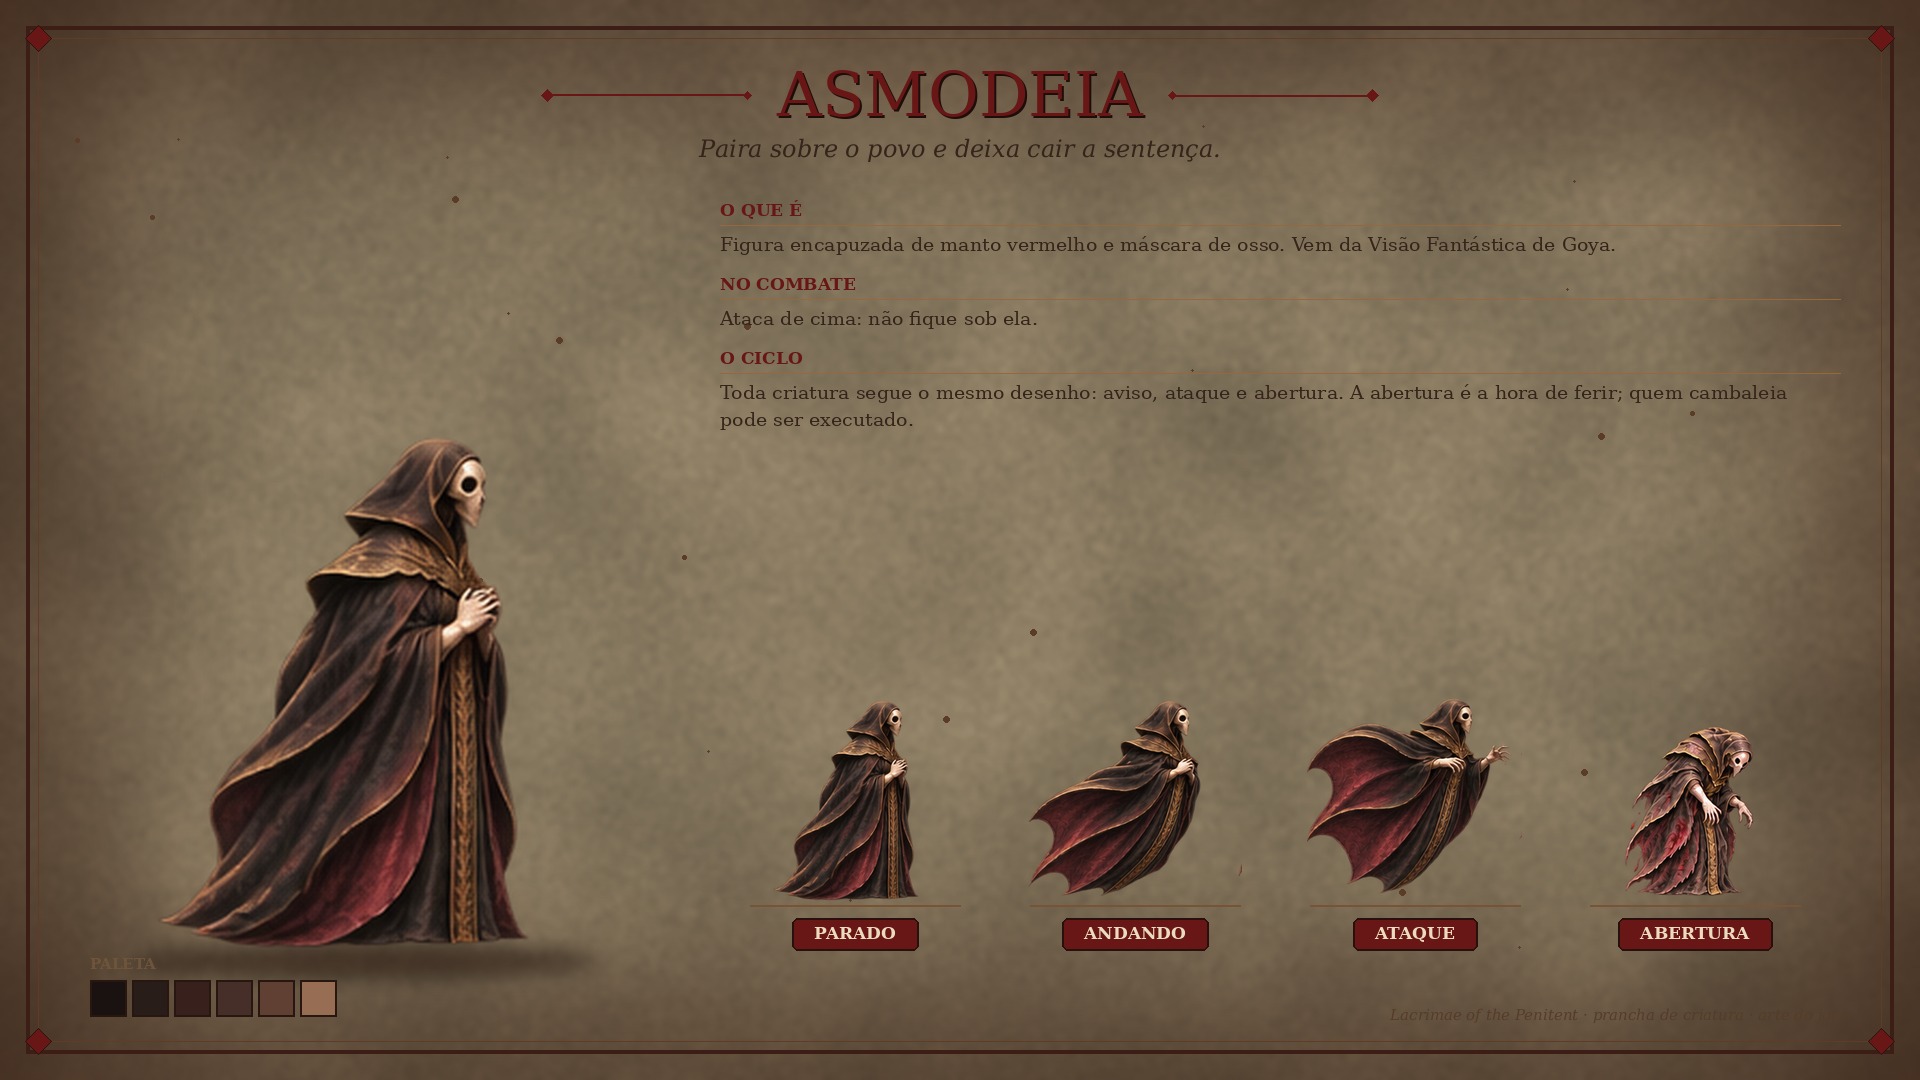 ASMODEIA
Paira sobre o povo e deixa cair a sentença.
O QUE É
Figura encapuzada de manto vermelho e máscara de osso. Vem da Visão Fantástica de Goya.
NO COMBATE
Ataca de cima: não fique sob ela.
O CICLO
Toda criatura segue o mesmo desenho: aviso, ataque e abertura. A abertura é a hora de ferir; quem cambaleia
pode ser executado.
PARADO
ANDANDO
ATAQUE
ABERTURA
PALETA
Lacrimae of the Penitent · prancha de criatura · arte